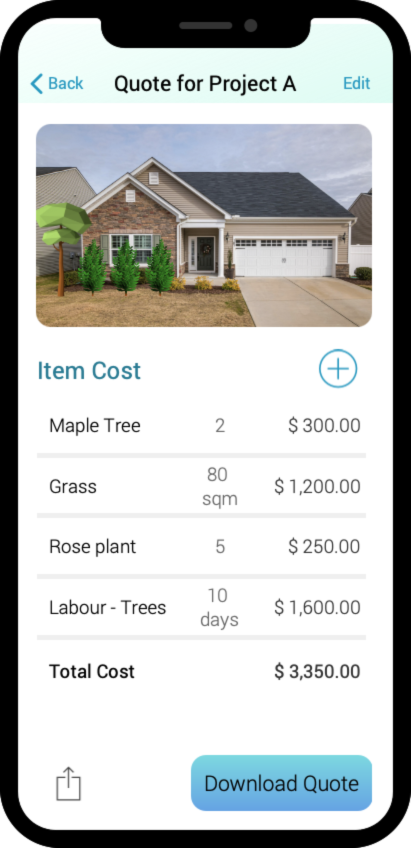 Back Quote for Project A Edit
Item Cost
Maple Tree 2 $ 300.00
Grass 80 sqm $ 1,200.00
Rose plant 5 $ 250.00
Labour - Trees 10 days $ 1,600.00
Total Cost $ 3,350.00
Download Quote